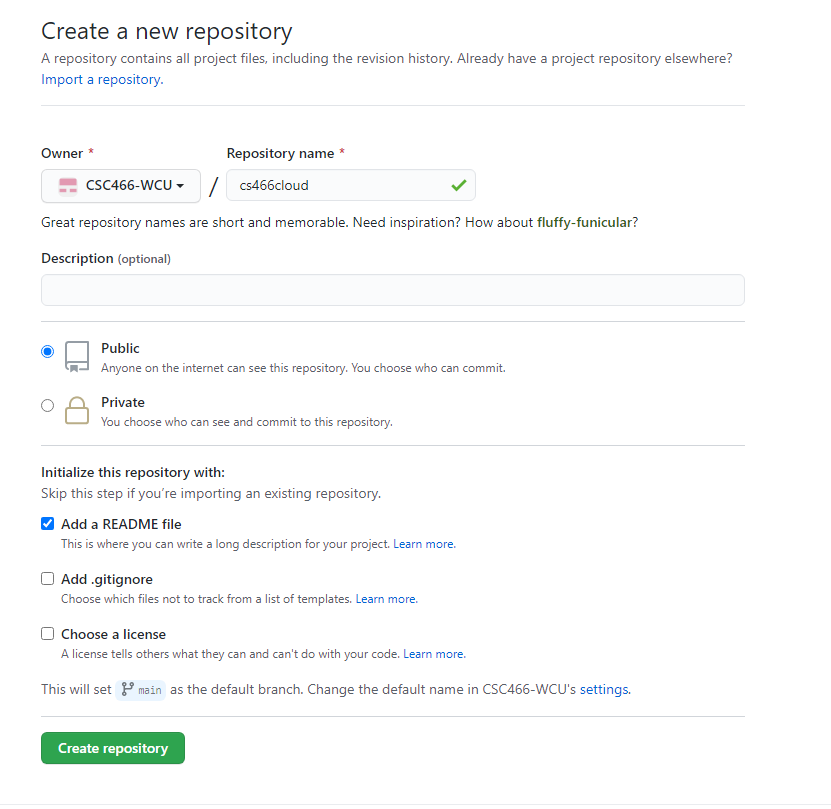 Create a new repository
A repository contains all project files, including the revision history. Already have a project repository elsewhere?
Import a repository.
Owner *
Repository name *
CSC466-WCU
/
cs466cloud
Great repository names are short and memorable. Need inspiration? How about fluffy-funicular?
Description (optional)
Public
Anyone on the internet can see this repository. You choose who can commit.
Private
You choose who can see and commit to this repository.
Initialize this repository with:
Skip this step if you're importing an existing repository.
Add a README file
This is where you can write a long description for your project. Learn more.
Add .gitignore
Choose which files not to track from a list of templates. Learn more.
Choose a license
A license tells others what they can and can't do with your code. Learn more.
This will set main as the default branch. Change the default name in CSC466-WCU's settings.
Create repository